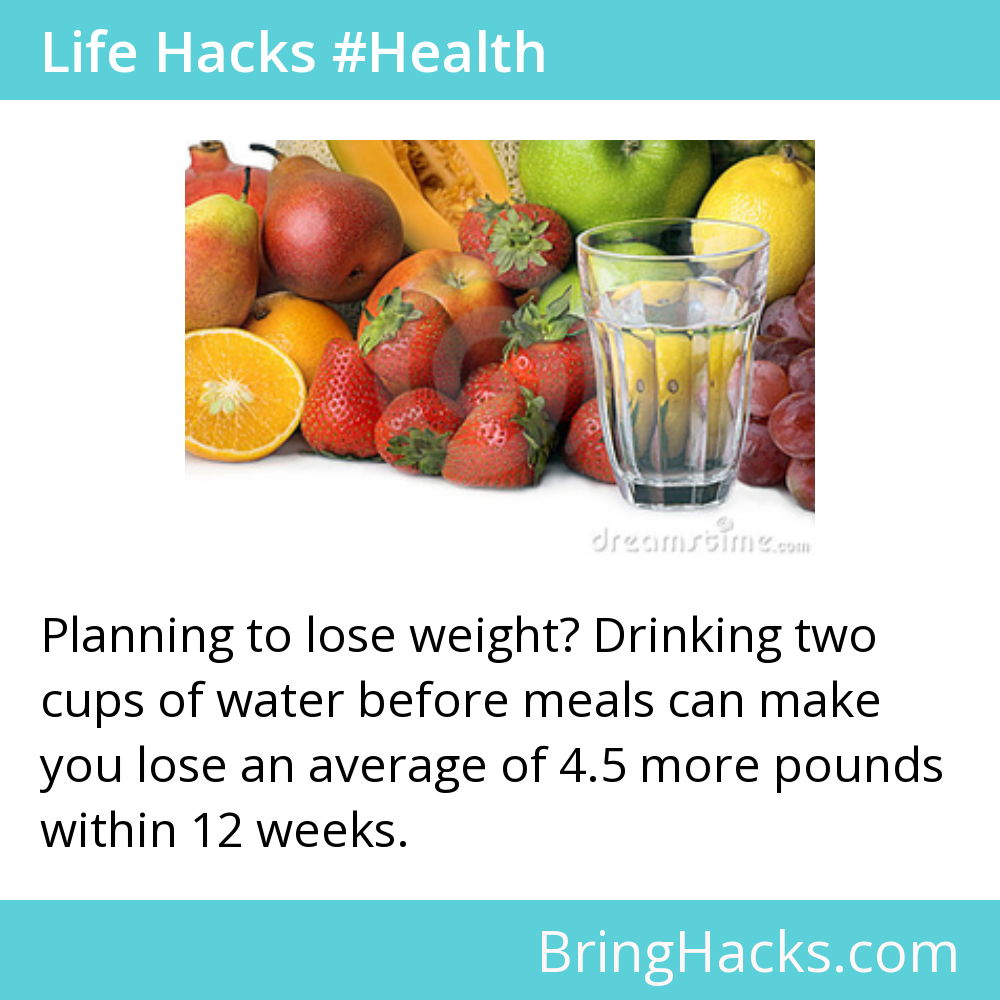 Life Hacks #Health
dreamstime.com
Planning to lose weight? Drinking two
cups of water before meals can make
you lose an average of 4.5 more pounds
within 12 weeks.
BringHacks.com